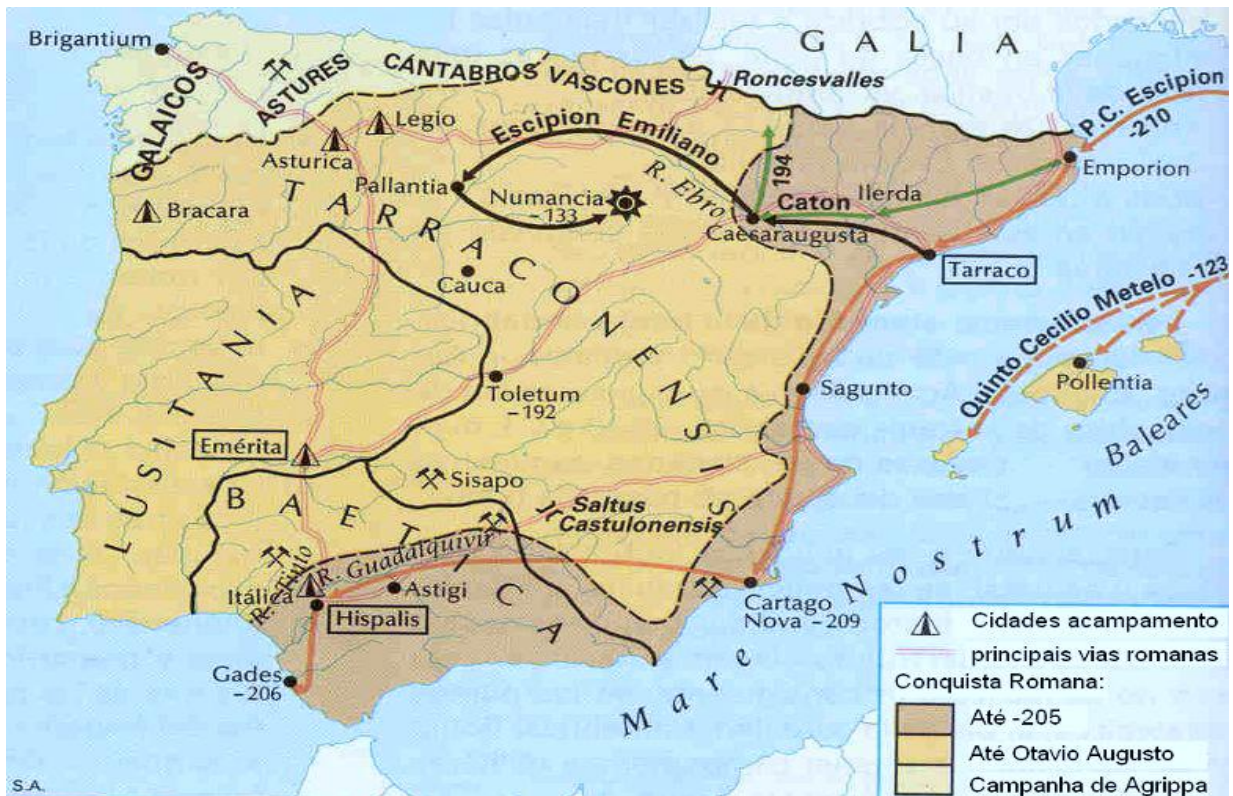 GALIA
Brigantium
GALAICOS
ASTURES
CÁNTABROS
VASCONES
Roncesvalles
P.C. Escipion
-210
Légio
Asturica
Escipion Emiliano
194
Emporion
Pallantia
Numancia
-133
R. Ebro
Caton
Ilerda
Caesaraugusta
Bracara
TARRACONENSIS
Tarraco
Cauca
Quinto Cecilio Metelo -123
LUSITANIA
Toletum
-192
Sagunto
Pollentia
Baleares
Emérita
Sisapo
BAETICA
Saltus
Castulonensis
R. Tinto
R. Guadalquivir
Itálica
Astigi
Hispalis
Cartago
Nova -209
Gades
-206
Mare Nostrum
Cidades acampamento
principais vias romanas
Conquista Romana:
Até -205
Até Otavio Augusto
Campanha de Agrippa
S.A.